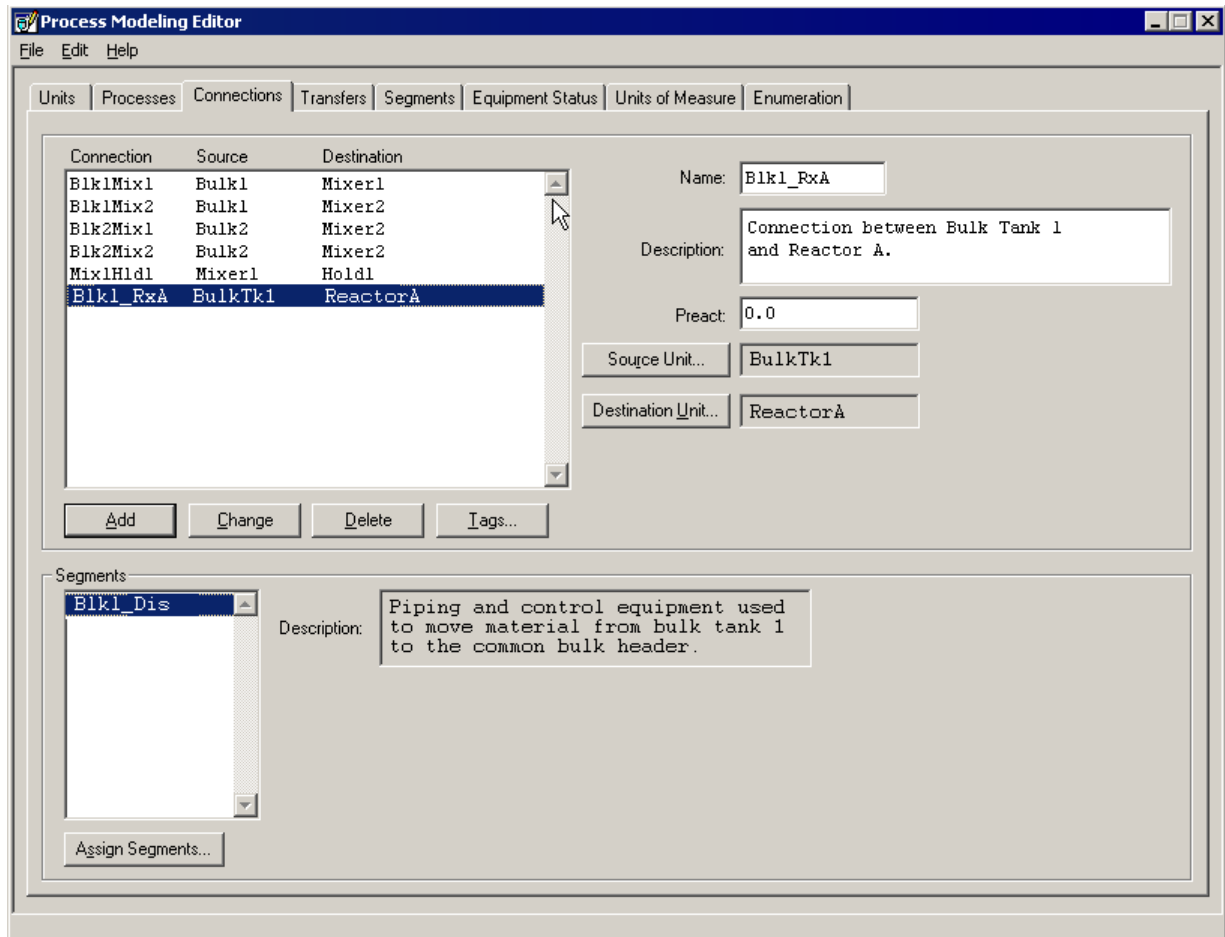 Process Modeling Editor
File Edit Help
Units Processes Connections Transfers Segments Equipment Status Units of Measure Enumeration
Connection Source Destination
Blk1Mix1 Bulk1 Mixer1
Blk1Mix2 Bulk1 Mixer2
Blk2Mix1 Bulk2 Mixer2
Blk2Mix2 Bulk2 Mixer2
Mix1Hld1 Mixer1 Hold1
Blk1_RxA BulkTk1 ReactorA
Name: Blk1_RxA
Description: Connection between Bulk Tank 1
and Reactor A.
Preact: 0.0
Source Unit... BulkTk1
Destination Unit... ReactorA
Add Change Delete Tags...
Segments
Blk1_Dis
Description: Piping and control equipment used
to move material from bulk tank 1
to the common bulk header.
Assign Segments...